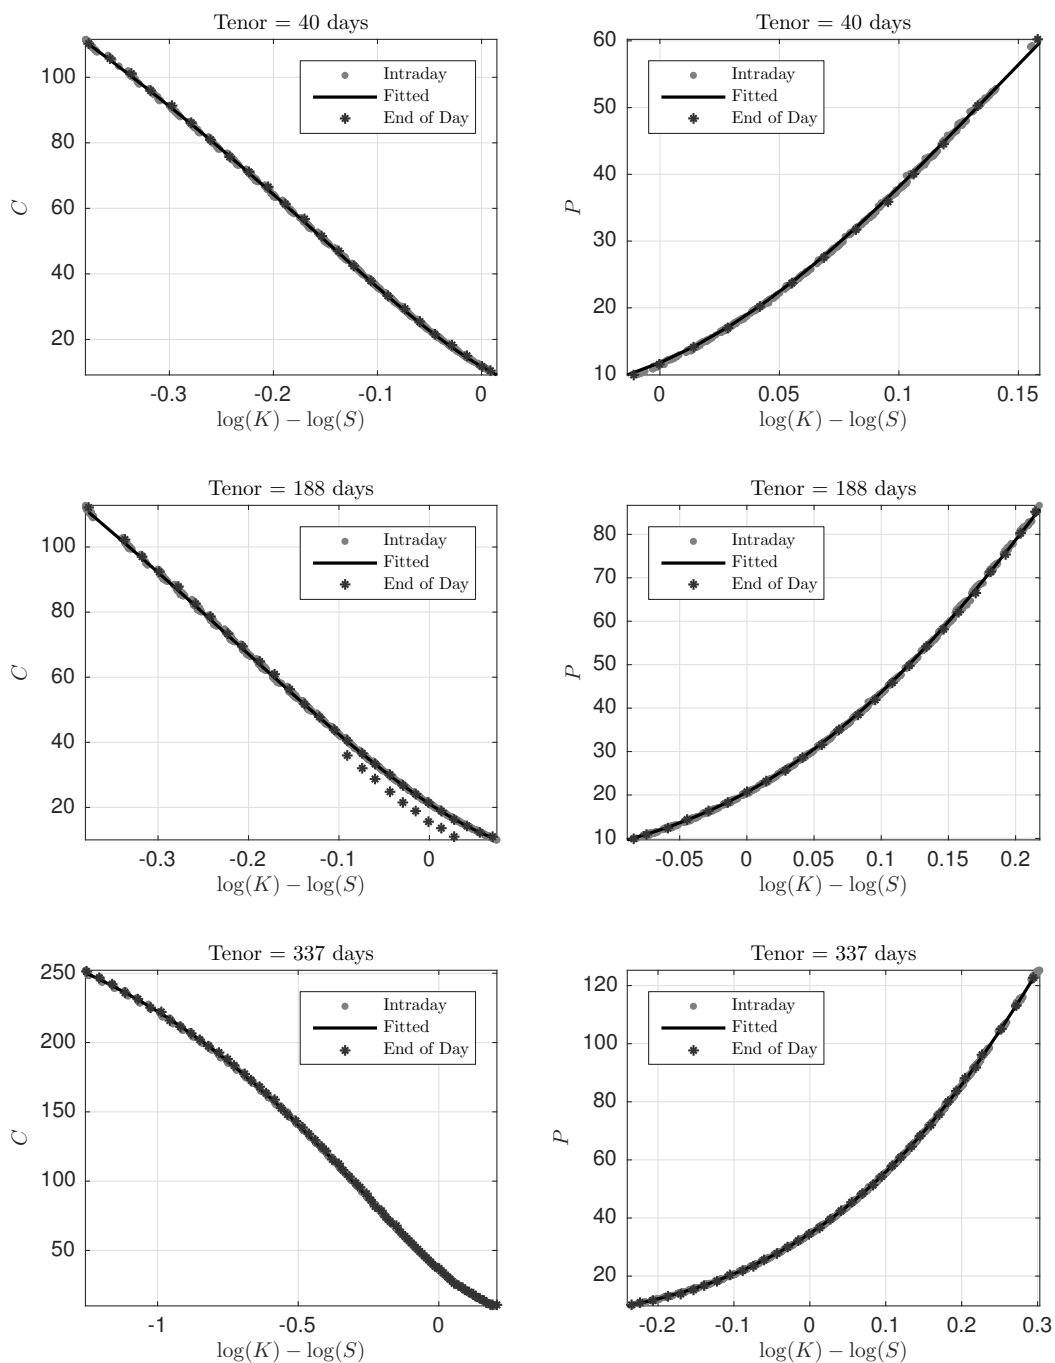 Tenor = 40 days
Tenor = 40 days
C
100
80
60
40
20
-0.3
-0.2
-0.1
0
log(K) − log(S)
Intraday
Fitted
End of Day
P
60
50
40
30
20
10
0
0.05
0.1
0.15
log(K) − log(S)
Intraday
Fitted
End of Day
Tenor = 188 days
Tenor = 188 days
C
100
80
60
40
20
-0.3
-0.2
-0.1
0
log(K) − log(S)
Intraday
Fitted
End of Day
P
80
70
60
50
40
30
20
10
-0.05
0
0.05
0.1
0.15
0.2
log(K) − log(S)
Intraday
Fitted
End of Day
Tenor = 337 days
Tenor = 337 days
C
250
200
150
100
50
-1
-0.5
0
log(K) − log(S)
Intraday
Fitted
End of Day
P
120
100
80
60
40
20
-0.2
-0.1
0
0.1
0.2
0.3
log(K) − log(S)
Intraday
Fitted
End of Day